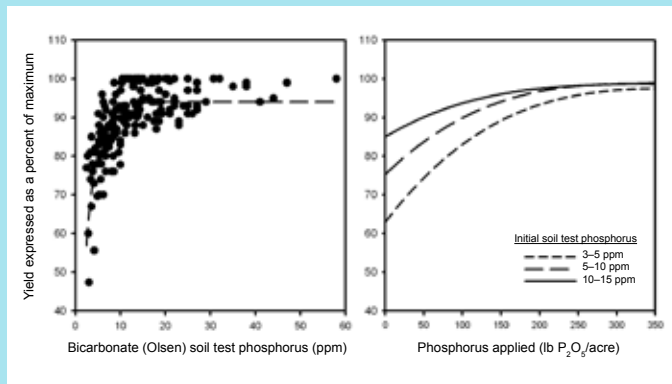 Yield expressed as a percent of maximum
110
100
90
80
70
60
50
40
0 10 20 30 40 50 60
Bicarbonate (Olsen) soil test phosphorus (ppm)
110
100
90
80
70
60
50
40
0 50 100 150 200 250 300 350
Initial soil test phosphorus
3–5 ppm
5–10 ppm
10–15 ppm
Phosphorus applied (lb P₂O₅/acre)